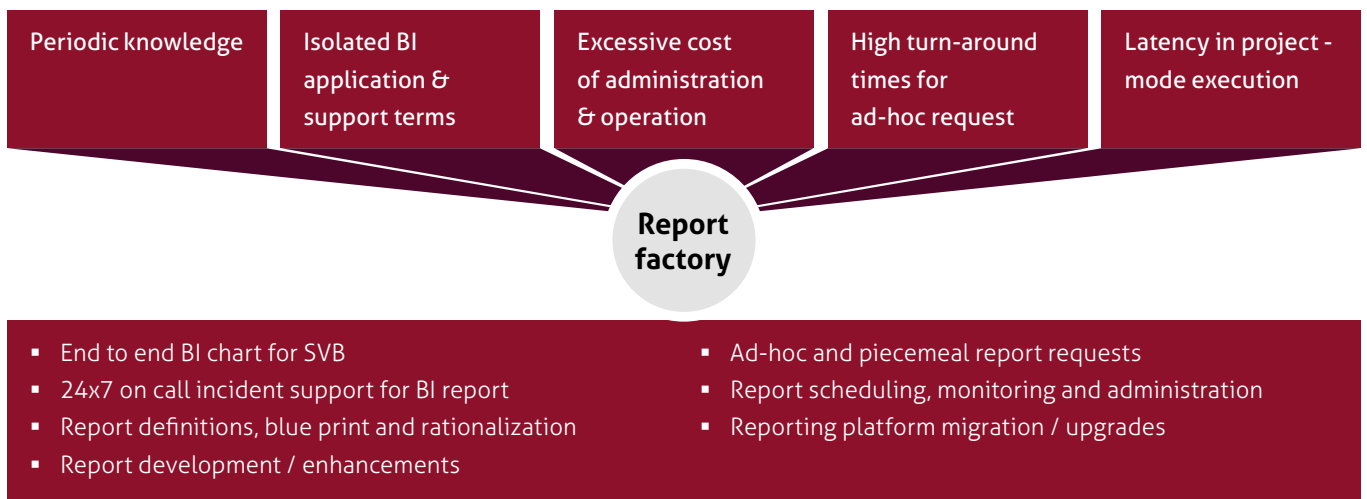 Periodic knowledge
Isolated BI
application &
support terms
Excessive cost
of administration
& operation
High turn-around
times for
ad-hoc request
Latency in project -
mode execution
Report
factory
▪ End to end BI chart for SVB
▪ 24x7 on call incident support for BI report
▪ Report definitions, blue print and rationalization
▪ Report development / enhancements
▪ Ad-hoc and piecemeal report requests
▪ Report scheduling, monitoring and administration
▪ Reporting platform migration / upgrades